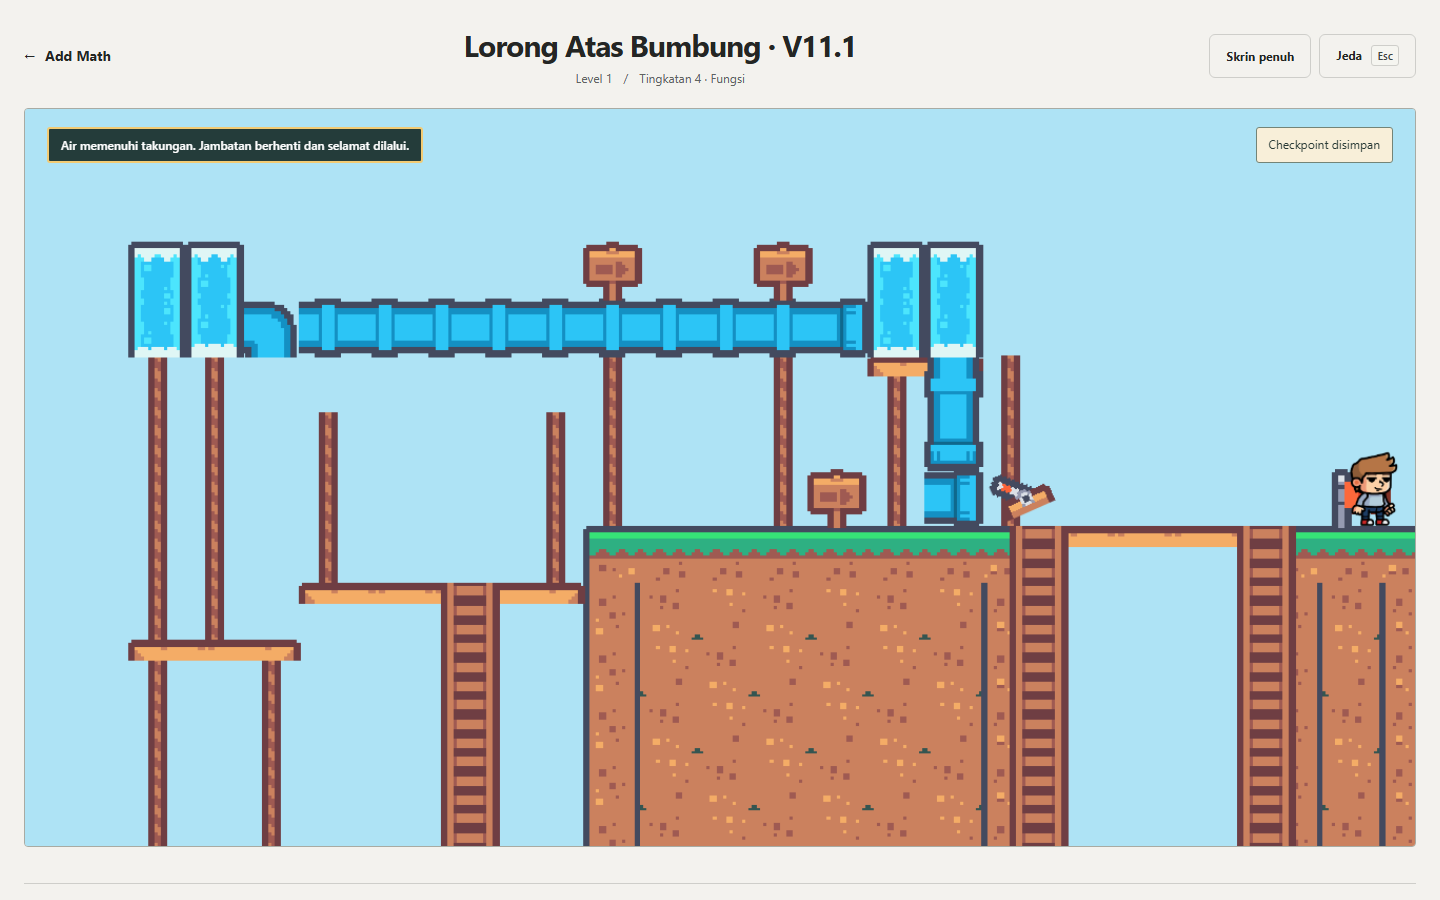 ← Add Math
Lorong Atas Bumbung · V11.1
Level 1 / Tingkatan 4 · Fungsi
Skrin penuh
Jeda Esc
Air memenuhi takungan. Jambatan berhenti dan selamat dilalui.
Checkpoint disimpan